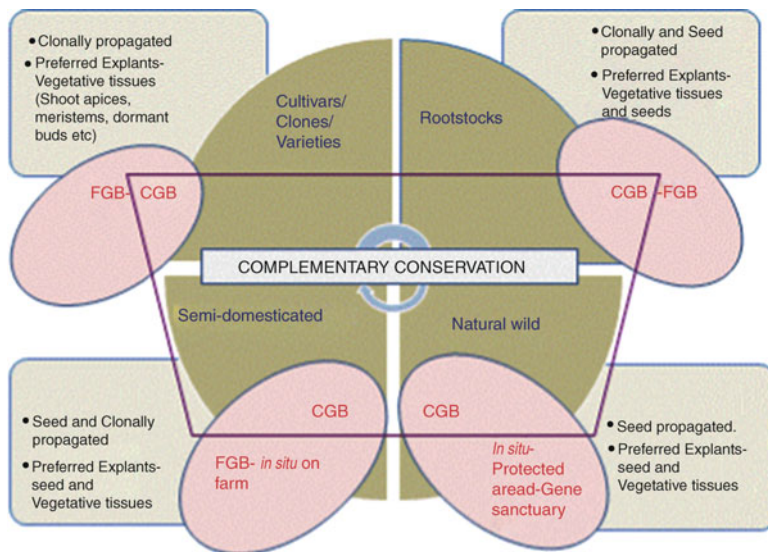 • Clonally propagated
• Preferred Explants-
Vegetative tissues
(Shoot apices,
meristems, dormant
buds etc)
Cultivars/
Clones/
Varieties
Rootstocks
• Clonally and Seed
propagated
• Preferred Explants-
Vegetative tissues
and seeds
FGB- CGB
CGB -FGB
COMPLEMENTARY CONSERVATION
Semi-domesticated
Natural wild
• Seed and Clonally
propagated
• Preferred Explants-
seed and
Vegetative tissues
CGB
FGB- in situ on
farm
CGB
In situ-
Protected
aread-Gene
sanctuary
• Seed propagated.
• Preferred Explants-
seed and
Vegetative tissues